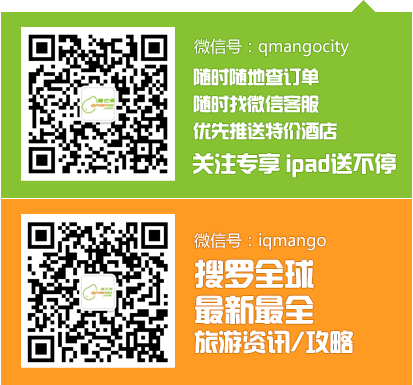 微信号：qmangocity
随时随地查订单
随时找微信客服
优先推送特价酒店
关注专享 ipad送不停
微信号：iqmango
搜罗全球
最新最全
旅游资讯/攻略